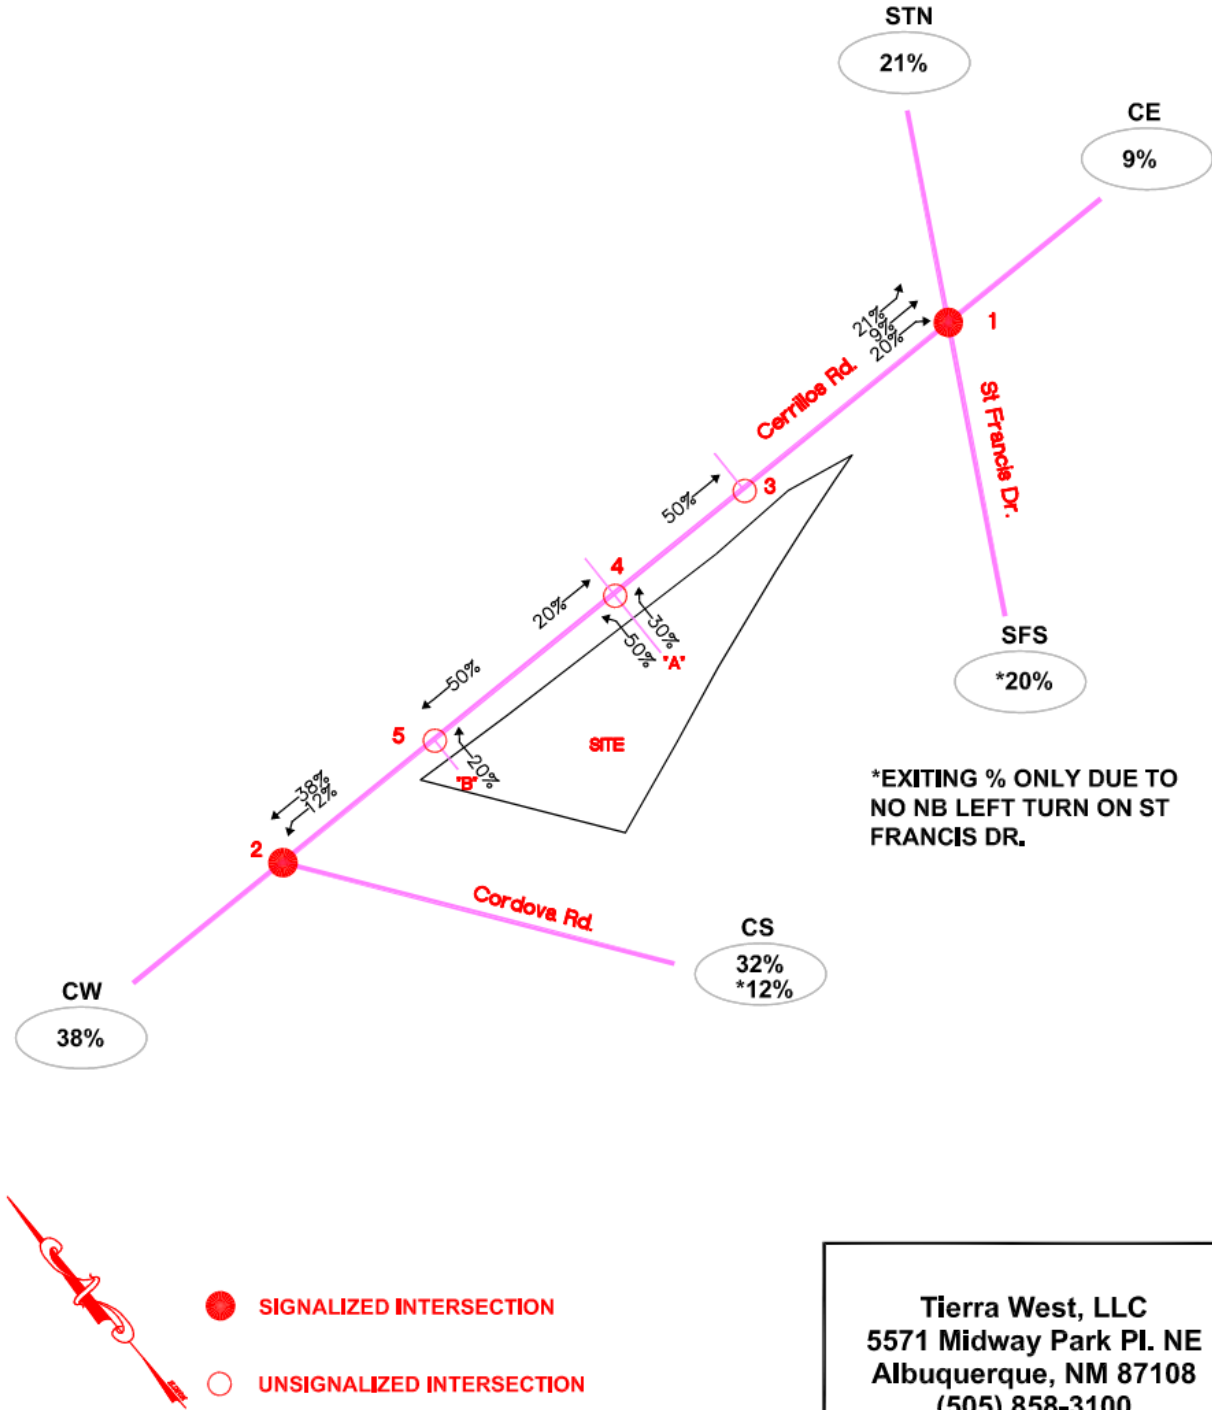 STN
21%
CE
9%
21%
9%
20%
1
Cerrillos Rd.
St Francis Dr.
50%
3
4
20%
30%
50%
"A"
SFS
*20%
50%
5
20%
"B"
SITE
*EXITING % ONLY DUE TO
NO NB LEFT TURN ON ST
FRANCIS DR.
38%
12%
2
Cordova Rd.
CS
32%
*12%
CW
38%
SIGNALIZED INTERSECTION
UNSIGNALIZED INTERSECTION
Tierra West, LLC
5571 Midway Park Pl. NE
Albuquerque, NM 87108
(505) 858-3100